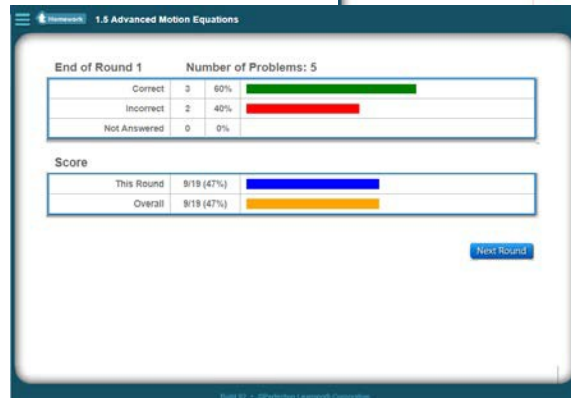 Homework 1.5 Advanced Motion Equations
End of Round 1 Number of Problems: 5
Correct 3 60%
Incorrect 2 40%
Not Answered 0 0%
Score
This Round 9/19 (47%)
Overall 9/19 (47%)
Next Round